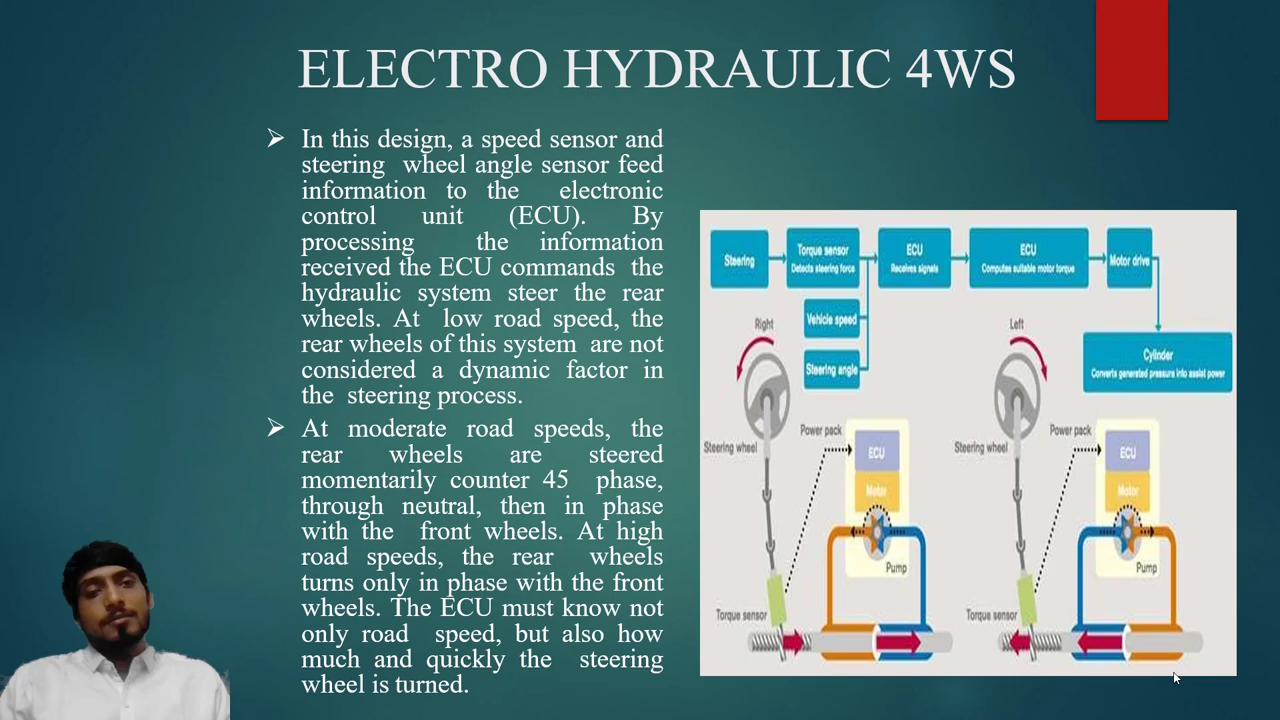 ELECTRO HYDRAULIC 4WS
➢ In this design, a speed sensor and
steering wheel angle sensor feed
information to the electronic
control unit (ECU). By
processing the information
received the ECU commands the
hydraulic system steer the rear
wheels. At low road speed, the
rear wheels of this system are not
considered a dynamic factor in
the steering process.
➢ At moderate road speeds, the
rear wheels are steered
momentarily counter 45 phase,
through neutral, then in phase
with the front wheels. At high
road speeds, the rear wheels
turns only in phase with the front
wheels. The ECU must know not
only road speed, but also how
much and quickly the steering
wheel is turned.
Steering
Torque sensor
Detects steering force
ECU
Receives signals
ECU
Computes suitable motor torque
Motor drive
Vehicle speed
Steering angle
Cylinder
Converts generated pressure into assist power
Right
Steering wheel
Power pack
ECU
Motor
Pump
Torque sensor
Left
Steering wheel
Power pack
ECU
Motor
Pump
Torque sensor